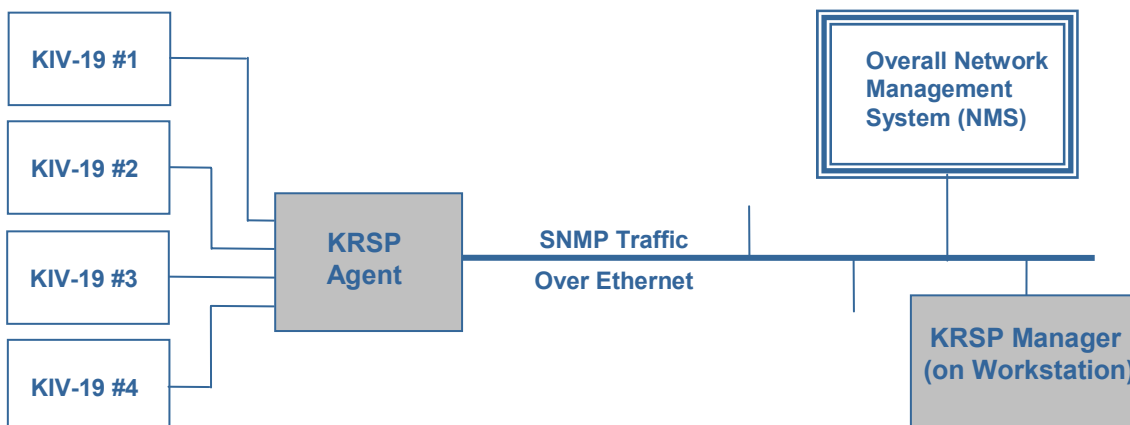 KIV-19 #1
KIV-19 #2
KIV-19 #3
KIV-19 #4
KRSP
Agent
SNMP Traffic
Over Ethernet
Overall Network
Management
System (NMS)
KRSP Manager
(on Workstation)